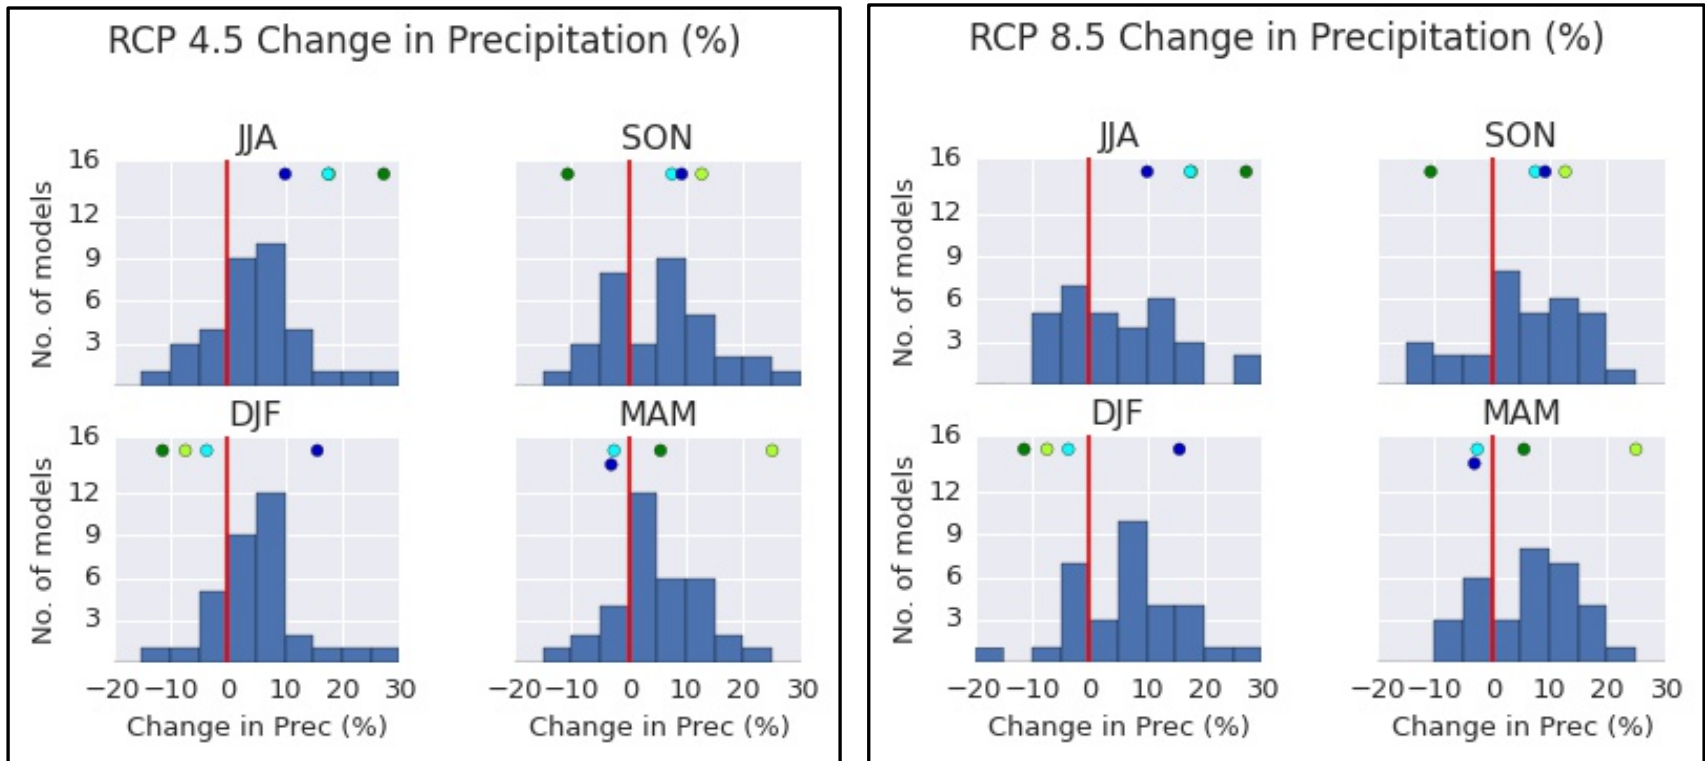 RCP 4.5 Change in Precipitation (%)
JJA
SON
No. of models
16
12
9
6
3
DJF
MAM
No. of models
16
12
9
6
3
−20 −10 0 10 20 30
−20 −10 0 10 20 30
Change in Prec (%)
Change in Prec (%)
RCP 8.5 Change in Precipitation (%)
JJA
SON
No. of models
16
12
9
6
3
DJF
MAM
No. of models
16
12
9
6
3
−20 −10 0 10 20 30
−20 −10 0 10 20 30
Change in Prec (%)
Change in Prec (%)